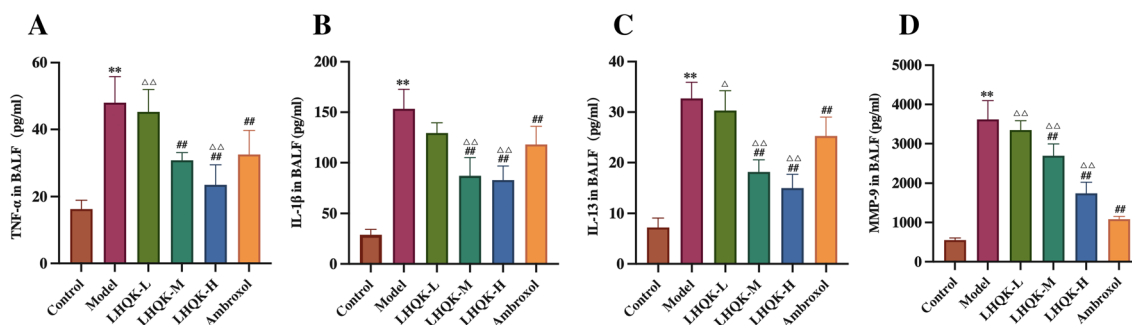 A
TNF-α in BALF (pg/ml)
60
40
20
0
**
△△
##
△△
##
##
Control
Model
LHQK-L
LHQK-M
LHQK-H
Ambroxol
B
IL-1β in BALF (pg/ml)
200
150
100
50
0
**
△△
##
△△
##
##
Control
Model
LHQK-L
LHQK-M
LHQK-H
Ambroxol
C
IL-13 in BALF (pg/ml)
40
30
20
10
0
**
△
△△
##
△△
##
##
Control
Model
LHQK-L
LHQK-M
LHQK-H
Ambroxol
D
MMP-9 in BALF (pg/ml)
5000
4000
3000
2000
1000
0
**
△△
△△
##
△△
##
##
Control
Model
LHQK-L
LHQK-M
LHQK-H
Ambroxol